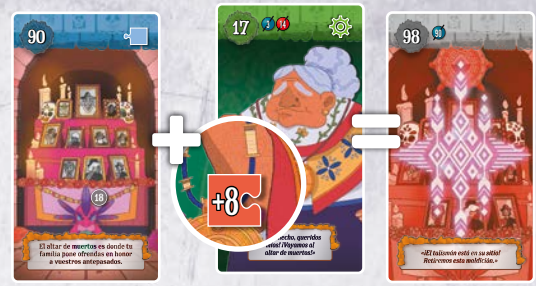 90
18
El altar de muertos es donde tu
familia pone ofrendas en honor
a vuestros antepasados.
+
17
3 14
+8
hecho, queridos
¡Vayamos al
altar de muertos!»
=
98
90
«¡El talismán está en su sitio!
Retiremos esta maldición.»